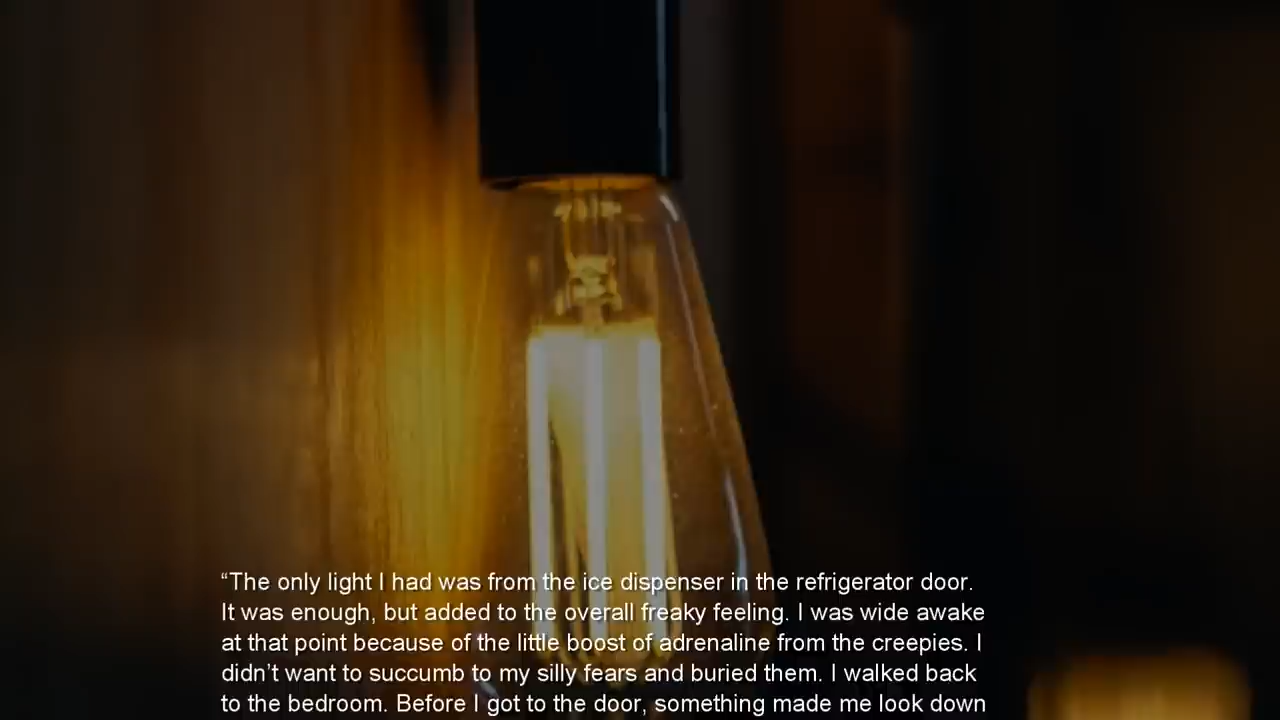 “The only light I had was from the ice dispenser in the refrigerator door.
It was enough, but added to the overall freaky feeling. I was wide awake
at that point because of the little boost of adrenaline from the creepies. I
didn’t want to succumb to my silly fears and buried them. I walked back
to the bedroom. Before I got to the door, something made me look down